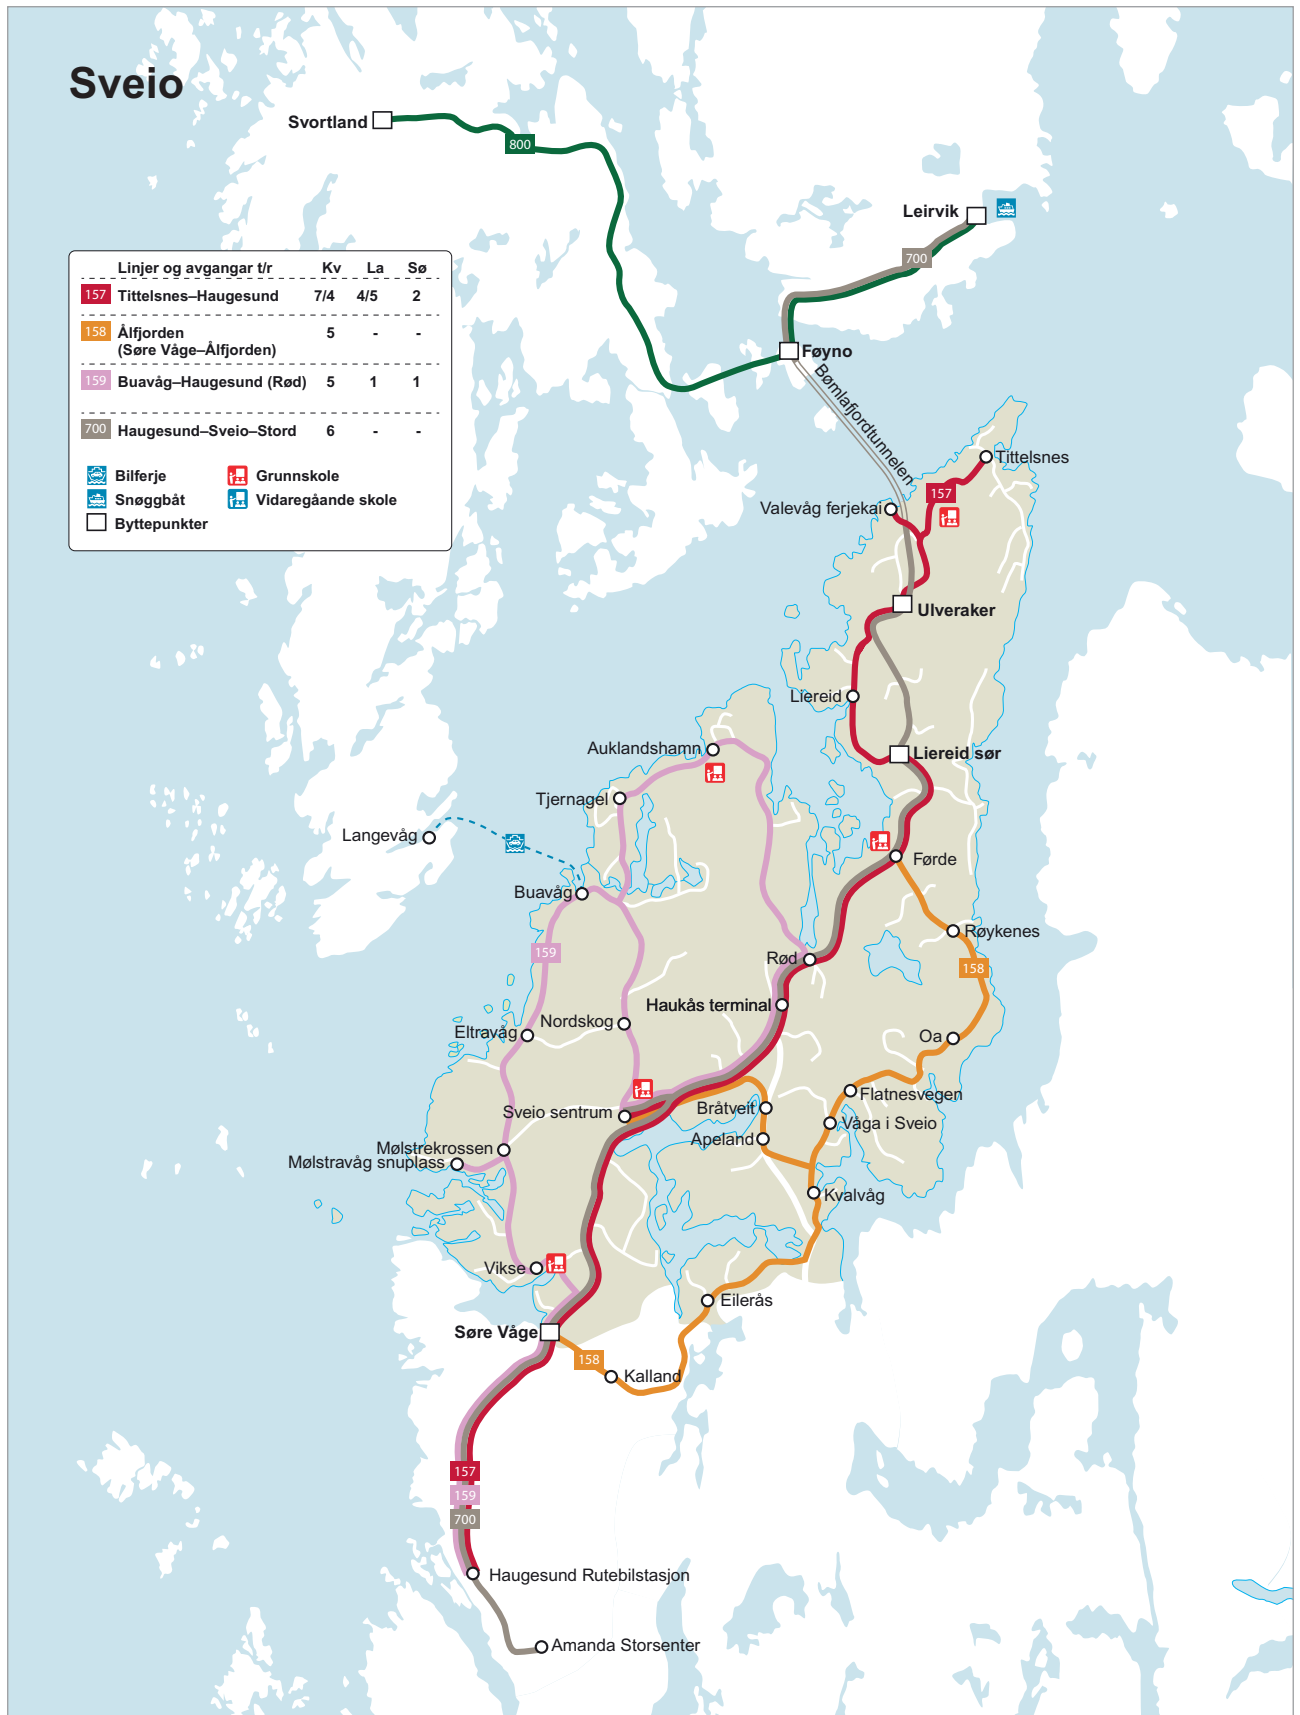 Sveio
Svortland
800
Leirvik
700
Linjer og avgangar t/r Kv La Sø
157 Tittelsnes–Haugesund 7/4 4/5 2
158 Ålfjorden 5 - -
(Søre Våge–Ålfjorden)
159 Buavåg–Haugesund (Rød) 5 1 1
700 Haugesund–Sveio–Stord 6 - -
Bilferje
Grunnskole
Snøggbåt
Vidaregåande skole
Byttepunkter
Føyno
Bømlafjordtunnelen
Tittelsnes
157
Valevåg ferjekai
Ulveraker
Liereid
Auklandshamn
Liereid sør
Tjernagel
Langevåg
Førde
Buavåg
Røykenes
159
Rød
158
Haukås terminal
Nordskog
Eltravåg
Oa
Flatnesvegen
Bråtveit
Sveio sentrum
Våga i Sveio
Apeland
Mølstrekrossen
Mølstravåg snuplass
Kvalvåg
Vikse
Eilerås
Søre Våge
158
Kalland
157
159
700
Haugesund Rutebilstasjon
Amanda Storsenter